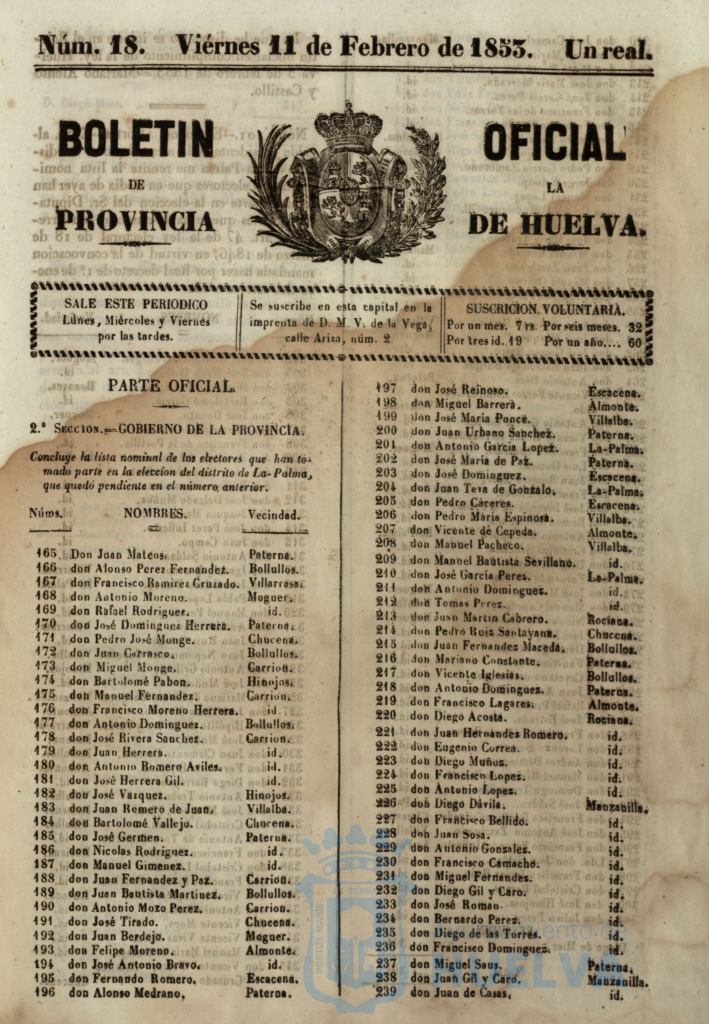 Núm. 18. Viérnes 11 de Febrero de 1853. Un real.
BOLETIN OFICIAL
DE LA
PROVINCIA DE HUELVA.
SALE ESTE PERIODICO
Lúnes, Miércoles y Viernes
por las tardes.
Se suscribe en esta capital en la
imprenta de D. M. V. de la Vega,
calle Ariza, núm. 2
SUSCRICION VOLUNTARIA.
Por un mes. 7 rs. Por seis meses. 32
Por tres id. 19 Por un año.... 60
PARTE OFICIAL.
2.ª SECCION.=GOBIERNO DE LA PROVINCIA.
Concluye la lista nominal de los electores que han to-
mado parte en la eleccion del distrito de La-Palma,
que quedó pendiente en el número anterior.
Núms. NOMBRES. Vecindad.
165 Don Juan Mateos. Paterna.
166 don Alonso Perez Fernandez. Bollullos.
167 don Francisco Ramirez Cruzado. Villarrasa.
168 don Antonio Moreno. Moguer.
169 don Rafael Rodriguez. id.
170 don José Dominguez Herrera. Paterna.
171 don Pedro José Monge. Chucena.
172 don Juan Carrasco. Bollullos.
173 don Miguel Monge. Carrion.
174 don Bartolomé Pabon. Hinojos.
175 don Manuel Fernandez. Carrion.
176 don Francisco Moreno Herrera. id.
177 don Antonio Dominguez. Bollullos.
178 don José Rivera Sanchez. Carrion.
179 don Juan Herrera. id.
180 don Antonio Romero Aviles. id.
181 don José Herrera Gil. id.
182 don José Vazquez. Hinojos.
183 don Juan Romero de Juan. Villalba.
184 don Bartolomé Vallejo. Chucena.
185 don José Germen. Paterna.
186 don Nicolas Rodriguez. id.
187 don Manuel Gimenez. id.
188 don Juan Fernandez y Paz. Carrion.
189 don Juan Bautista Martinez. Bollullos.
190 don Antonio Mozo Perez. Carrion.
191 don José Tirado. Chucena.
192 don Juan Berdejo. Moguer.
193 don Felipe Moreno. Almonte.
194 don José Antonio Bravo. id.
195 don Fernando Romero. Escacena.
196 don Alonso Medrano. Paterna.
197 don José Reinoso. Escacena.
198 don Miguel Barrera. Almonte.
199 don José Maria Ponce. Villalba.
200 don Juan Urbano Sanchez. Paterna.
201 don Antonio Garcia Lopez. La-Palma.
202 don José Maria de Paz. Paterna.
203 don José Dominguez. Escacena.
204 don Juan Teva de Gonzalo. La-Palma.
205 don Pedro Cáceres. Escacena.
206 don Pedro Maria Espinosa. Villalba.
207 don Vicente de Cepeda. Almonte.
208 don Manuel Pacheco. Villalba.
209 don Manuel Bautista Sevillano. id.
210 don José Garcia Perez. La-Palma.
211 don Antonio Dominguez. id.
212 don Tomas Perez. id.
213 don Juan Martin Cabrero. Rociana.
214 don Pedro Ruiz Santayana. Chucena.
215 don Juan Fernandez Maceda. Bollullos.
216 don Mariano Constante. Paterna.
217 don Vicente Iglesias. Bollullos.
218 don Antonio Domingues. Paterna.
219 don Francisco Lagares. Almonte.
220 don Diego Acosta. Rociana.
221 don Juan Hernandes Romero. id.
222 don Eugenio Correa. id.
223 don Diego Muñoz. id.
224 don Francisco Lopes. id.
225 don Antonio Lopes. id.
226 don Diego Dávila. Manzanilla.
227 don Francisco Bellido. id.
228 don Juan Sosa. id.
229 don Antonio Gonzalez. id.
230 don Francisco Camacho. id.
231 don Miguel Fernandes. id.
232 don Diego Gil y Caro. id.
233 don José Roman. id.
234 don Bernardo Perez. id.
235 don Diego de las Torres. id.
236 don Francisco Dominguez. id.
237 don Miguel Saus. Paterna.
238 don Juan Gil y Caro. Manzanilla.
239 don Juan de Casas. id.